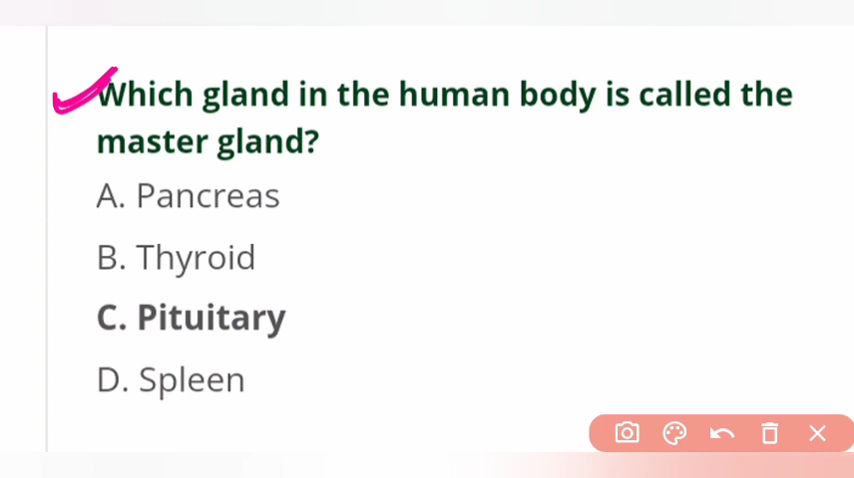 Which gland in the human body is called the
master gland?
A. Pancreas
B. Thyroid
C. Pituitary
D. Spleen